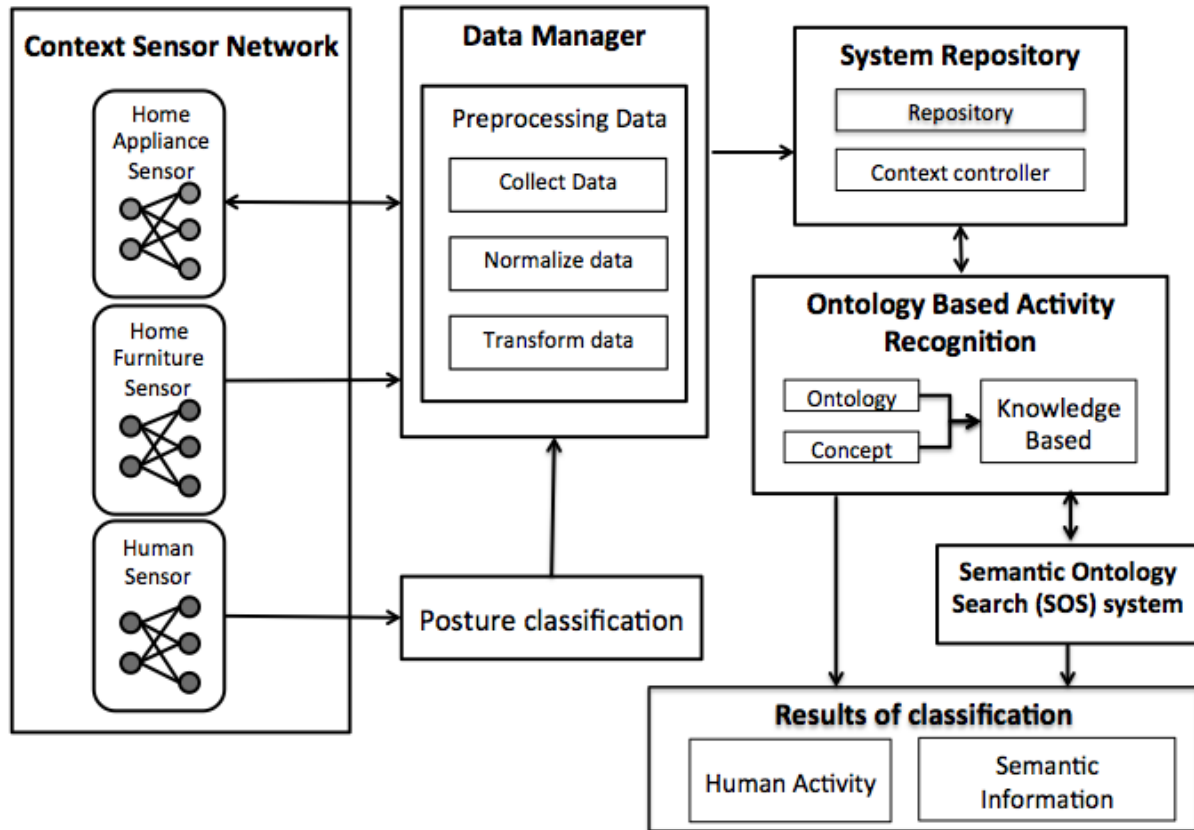 Context Sensor Network
Home
Appliance
Sensor
Home
Furniture
Sensor
Human
Sensor
Data Manager
Preprocessing Data
Collect Data
Normalize data
Transform data
Posture classification
System Repository
Repository
Context controller
Ontology Based Activity
Recognition
Ontology
Concept
Knowledge
Based
Semantic Ontology
Search (SOS) system
Results of classification
Human Activity
Semantic
Information